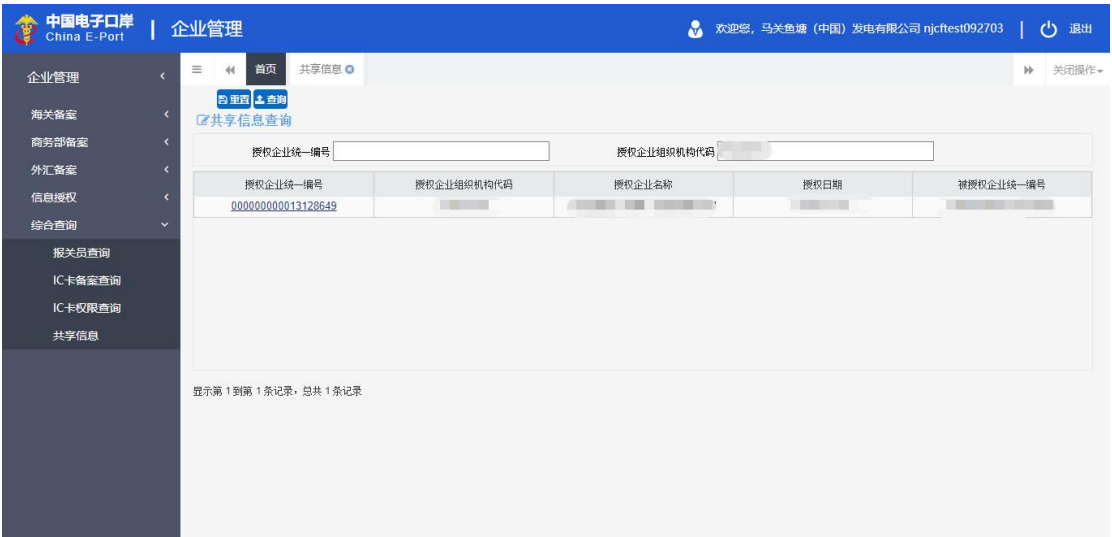 中国电子口岸
China E-Port
企业管理
欢迎您，马关鱼塘（中国）发电有限公司 njcftest092703
退出
企业管理
首页
共享信息
关闭操作
海关备案
商务部备案
外汇备案
信息授权
综合查询
报关员查询
IC卡备案查询
IC卡权限查询
共享信息
重置 查询
共享信息查询
授权企业统一编号 授权企业组织机构代码
授权企业统一编号 授权企业组织机构代码 授权企业名称 授权日期 被授权企业统一编号
000000000013128649
显示第 1 到第 1 条记录，总共 1 条记录